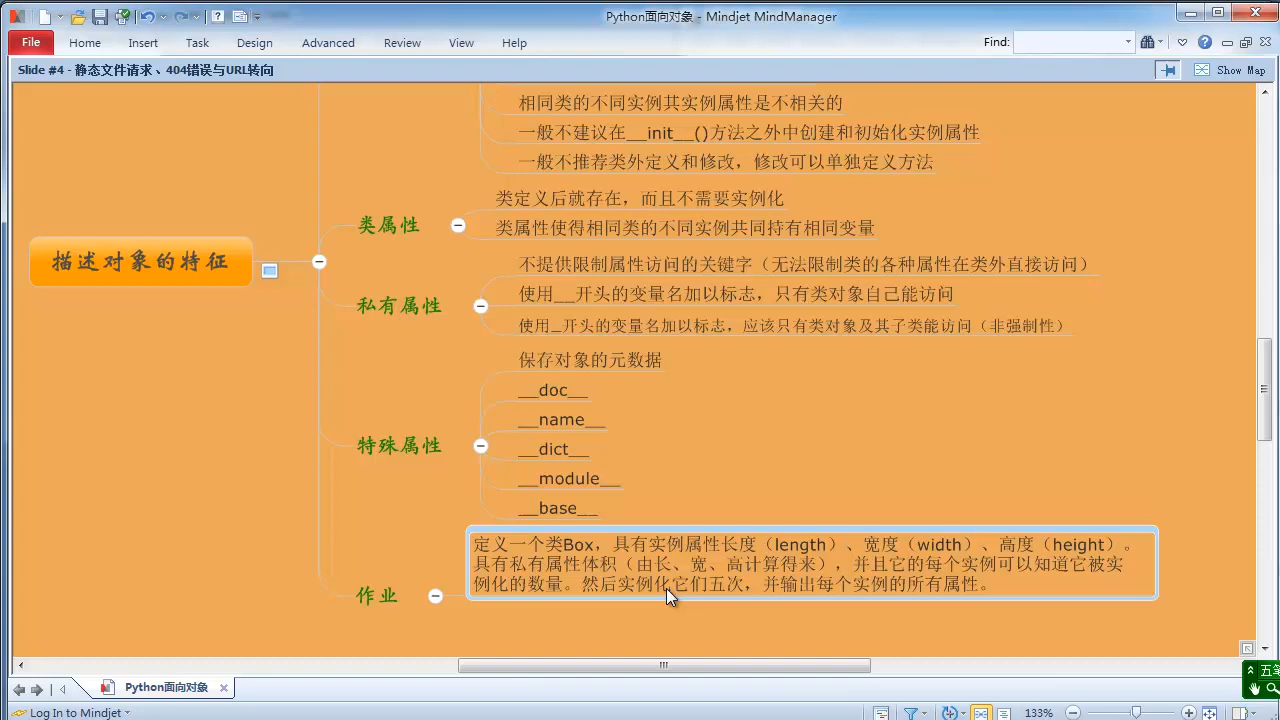 Python面向对象 - Mindjet MindManager
File Home Insert Task Design Advanced Review View Help Find:
Slide #4 - 静态文件请求、404错误与URL转向 Show Map
相同类的不同实例其实例属性是不相关的
一般不建议在__init__()方法之外中创建和初始化实例属性
一般不推荐类外定义和修改，修改可以单独定义方法
类定义后就存在，而且不需要实例化
类属性
类属性使得相同类的不同实例共同持有相同变量
描述对象的特征
不提供限制属性访问的关键字（无法限制类的各种属性在类外直接访问）
私有属性
使用__开头的变量名加以标志，只有类对象自己能访问
使用_开头的变量名加以标志，应该只有类对象及其子类能访问（非强制性）
保存对象的元数据
__doc__
__name__
特殊属性
__dict__
__module__
__base__
定义一个类Box，具有实例属性长度（length）、宽度（width）、高度（height）。
具有私有属性体积（由长、宽、高计算得来），并且它的每个实例可以知道它被实
例化的数量。然后实例化它们五次，并输出每个实例的所有属性。
作业
五笔
Python面向对象
Log In to Mindjet 133%